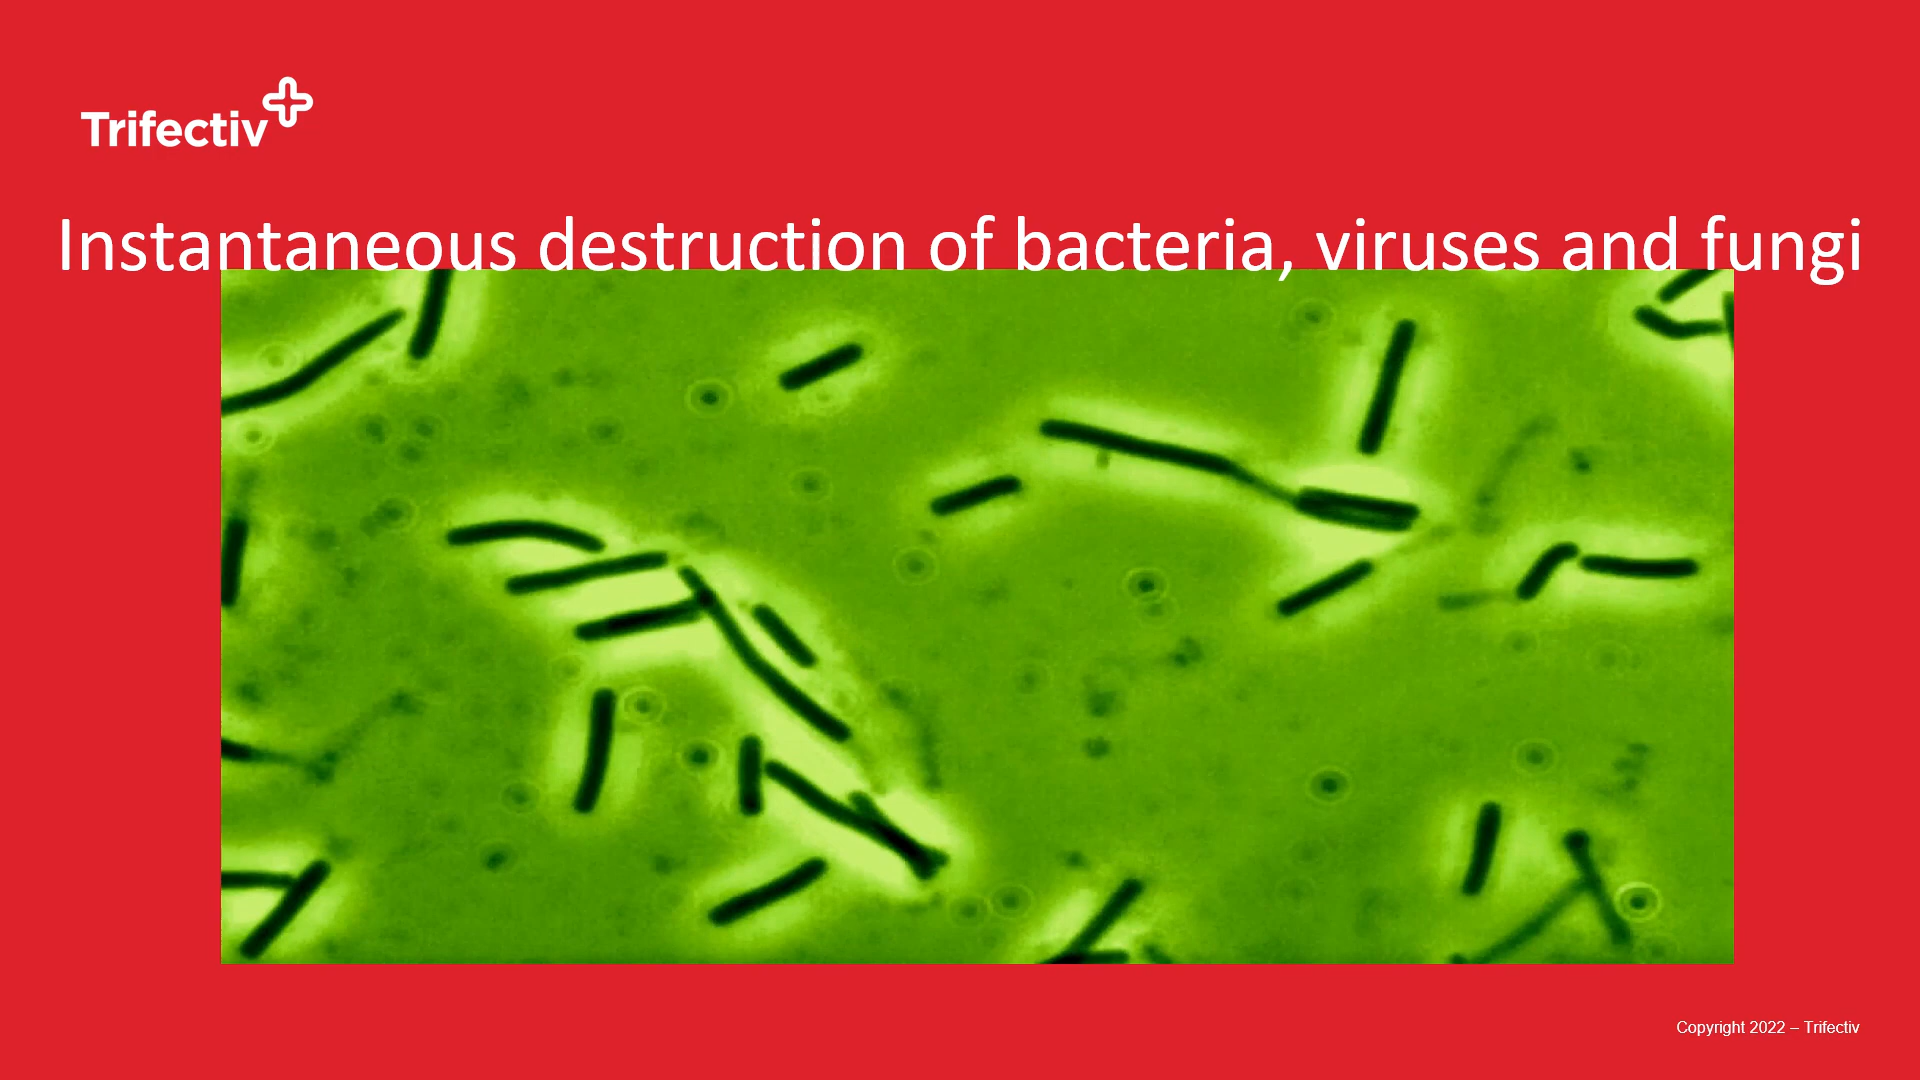 Trifectiv
Instantaneous destruction of bacteria, viruses and fungi
Copyright 2022 – Trifectiv